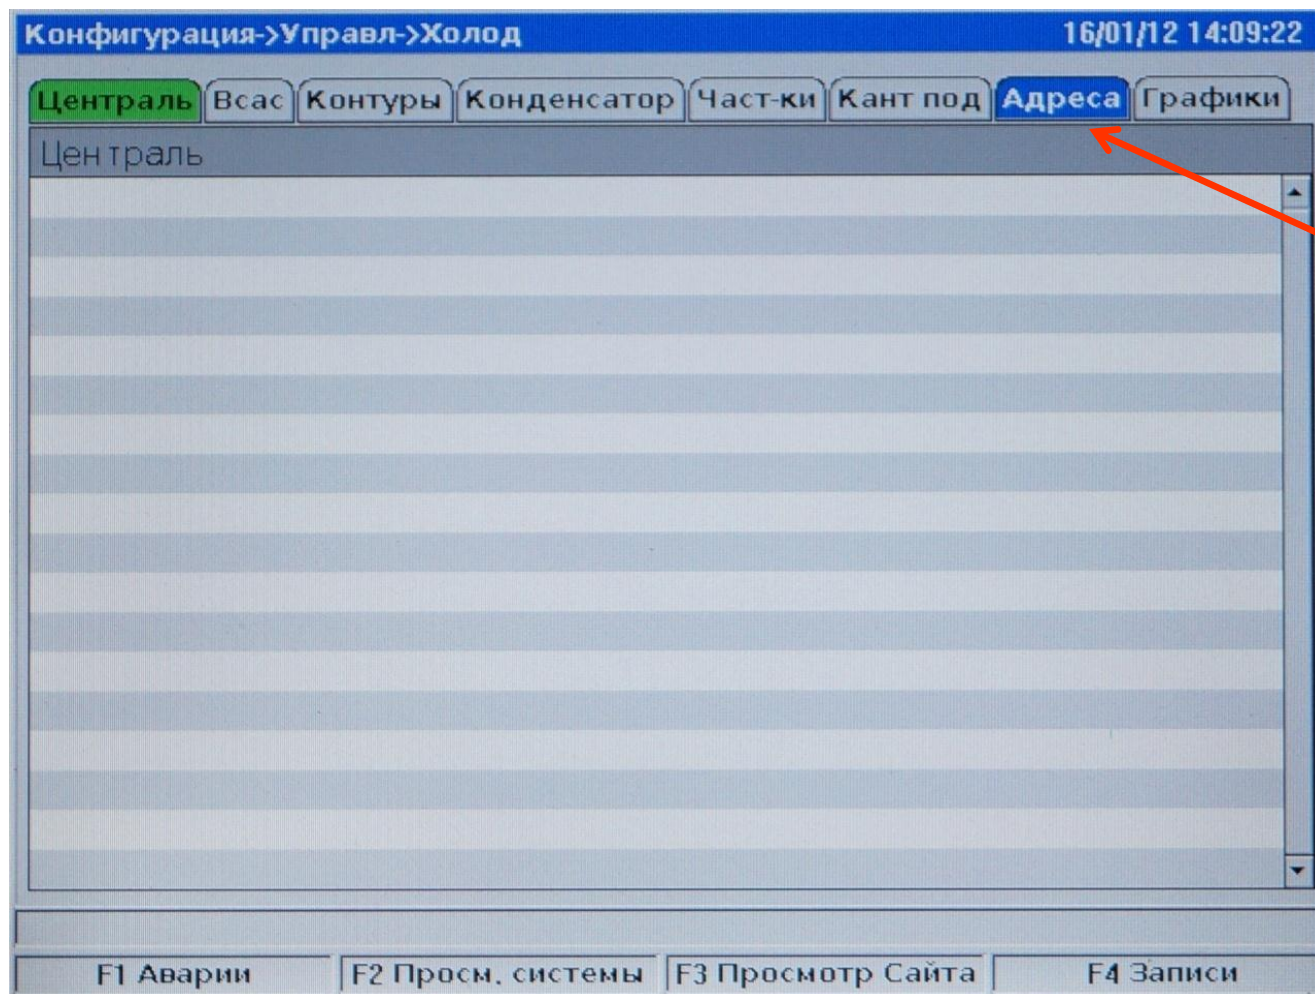 Конфигурация->Управл->Холод 16/01/12 14:09:22
Централь Всас Контуры Конденсатор Част-ки Кант под Адреса Графики
Централь
F1 Аварии F2 Просм. системы F3 Просмотр Сайта F4 Записи